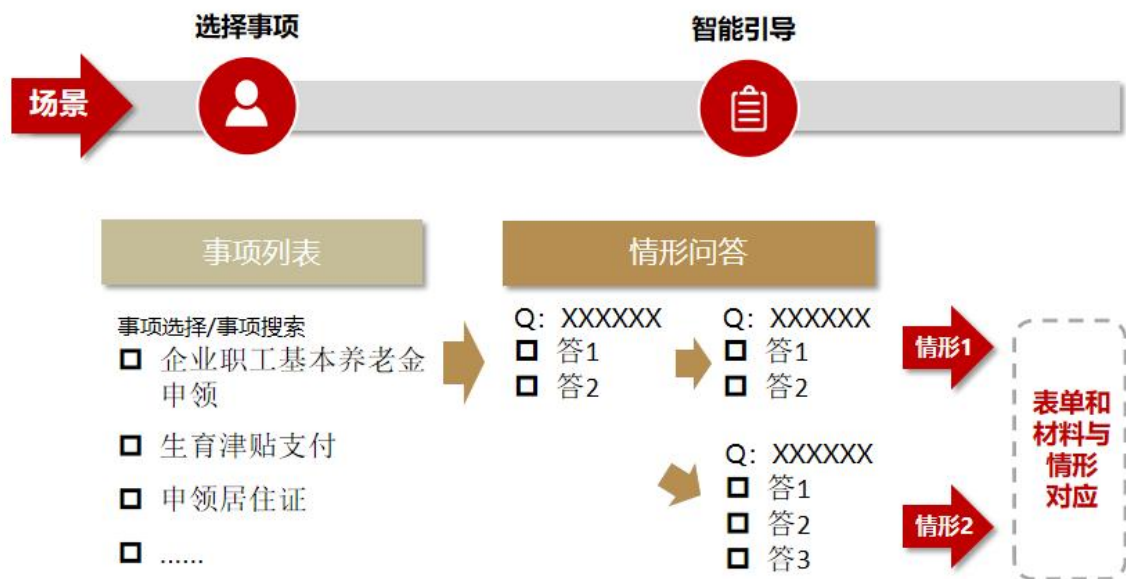 选择事项
智能引导
场景
事项列表
情形问答
事项选择/事项搜索
企业职工基本养老金
申领
生育津贴支付
申领居住证
......
Q: XXXXXX
答1
答2
Q: XXXXXX
答1
答2
Q: XXXXXX
答1
答2
答3
情形1
情形2
表单和
材料与
情形
对应